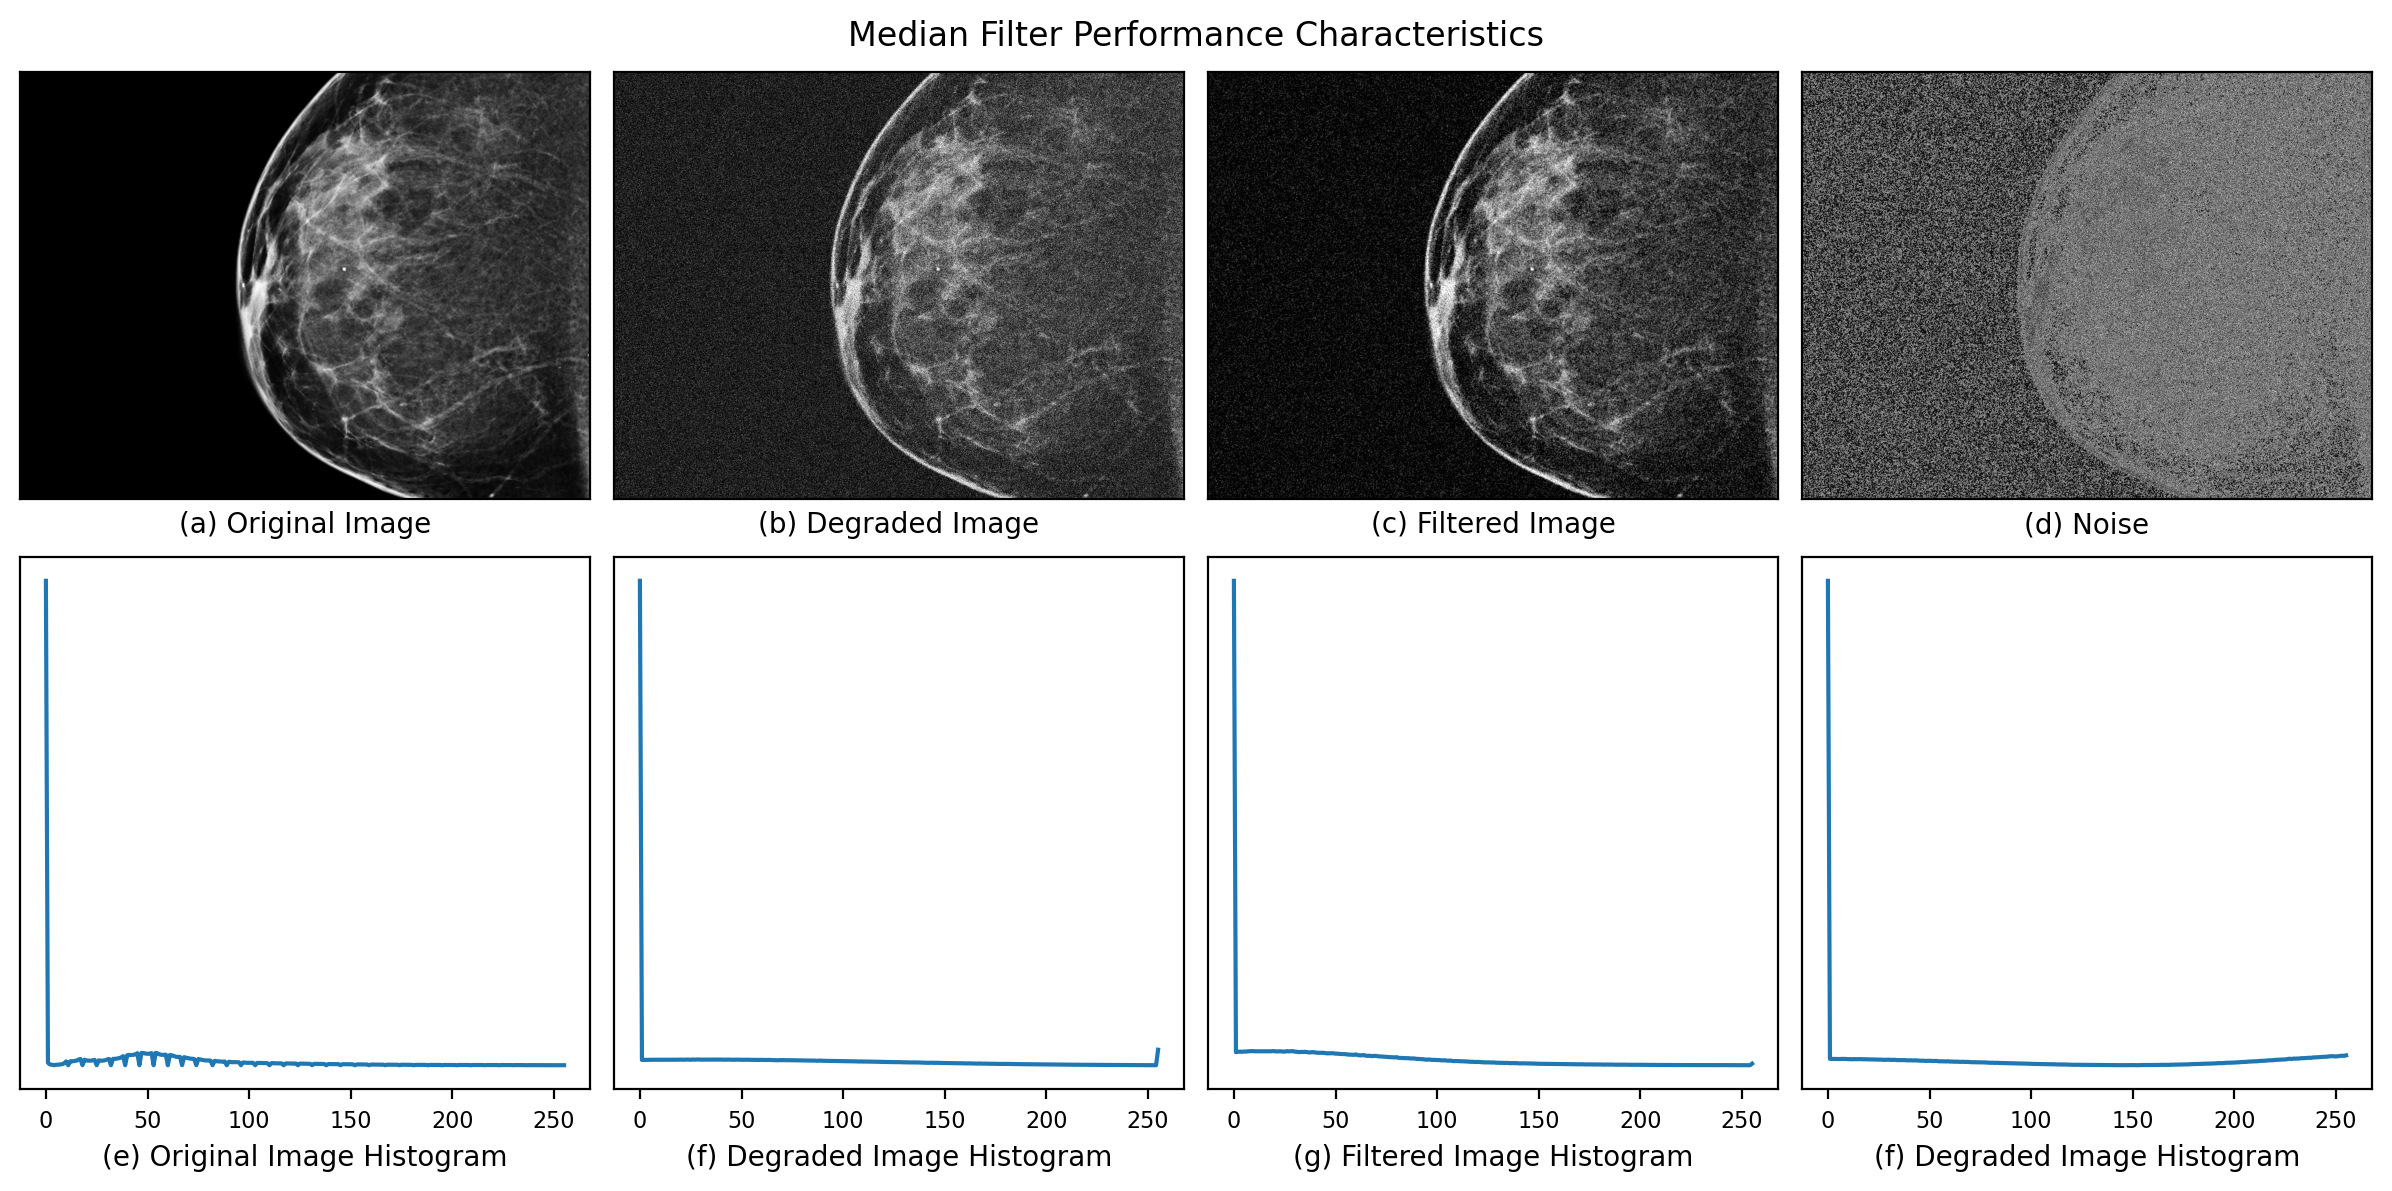 Median Filter Performance Characteristics
(a) Original Image
(b) Degraded Image
(c) Filtered Image
(d) Noise
0 50 100 150 200 250
0 50 100 150 200 250
0 50 100 150 200 250
0 50 100 150 200 250
(e) Original Image Histogram
(f) Degraded Image Histogram
(g) Filtered Image Histogram
(f) Degraded Image Histogram